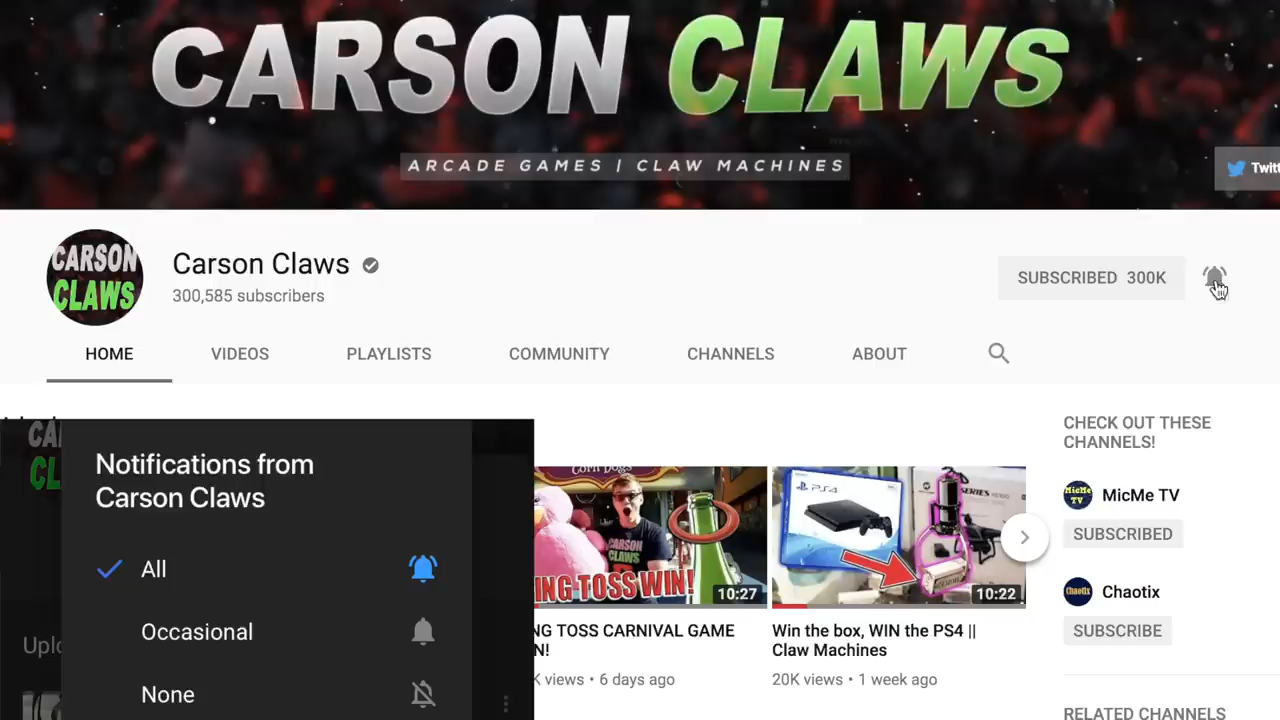 CARSON CLAWS
ARCADE GAMES | CLAW MACHINES
CARSON
CLAWS
Carson Claws
300,585 subscribers
SUBSCRIBED 300K
HOME
VIDEOS
PLAYLISTS
COMMUNITY
CHANNELS
ABOUT
Notifications from
Carson Claws
All
Occasional
None
CARSON
CLAWS
TOSS WIN!
10:27
TOSS CARNIVAL GAME
views • 6 days ago
PS4
10:22
Win the box, WIN the PS4 ||
Claw Machines
20K views • 1 week ago
CHECK OUT THESE
CHANNELS!
MicMe TV
SUBSCRIBED
Chaotix
SUBSCRIBE
RELATED CHANNELS